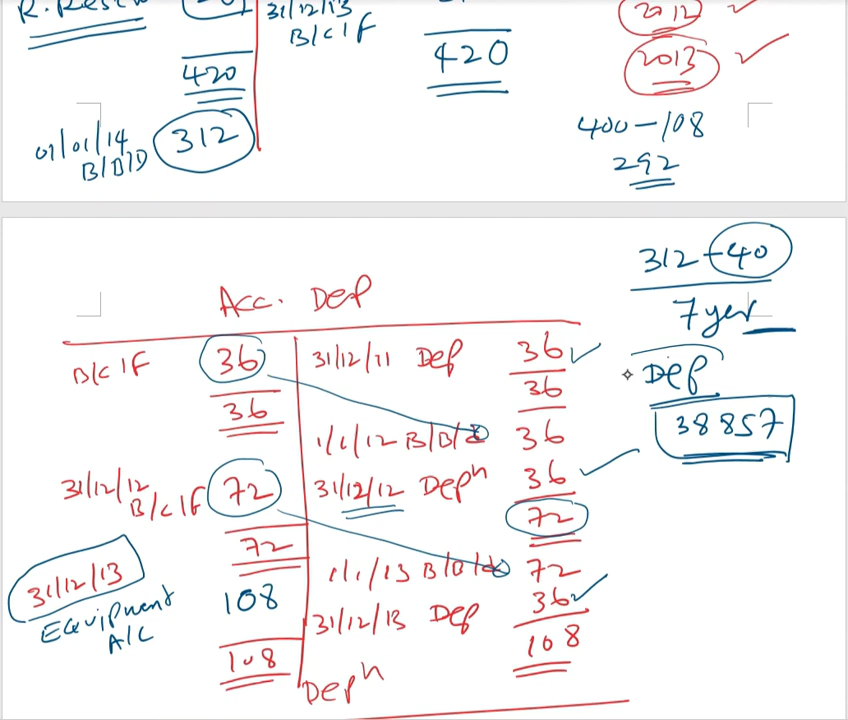 31/12/13
B/C/F
2012
420
420
2013
01/01/14
B/B/D
312
400-108
292
Acc. Dep
312-40
7 year
B/C/F 36 31/12/11 Dep 36
36 36
Dep
38857
1/1/12 B/B/D 36
31/12/12
B/C/F 72 31/12/12 Depn 36
72
72
1/1/13 B/B/D 72
31/12/13
Equipment
A/C
108 31/12/13 Dep 36
108 108
Depn